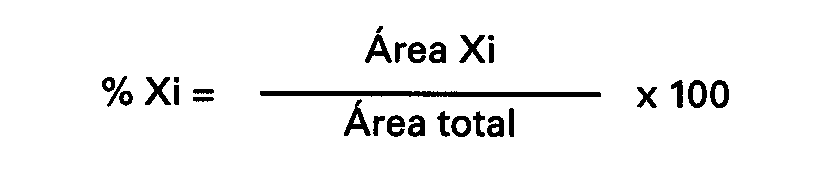 Área Xi
% Xi = x 100
Área total